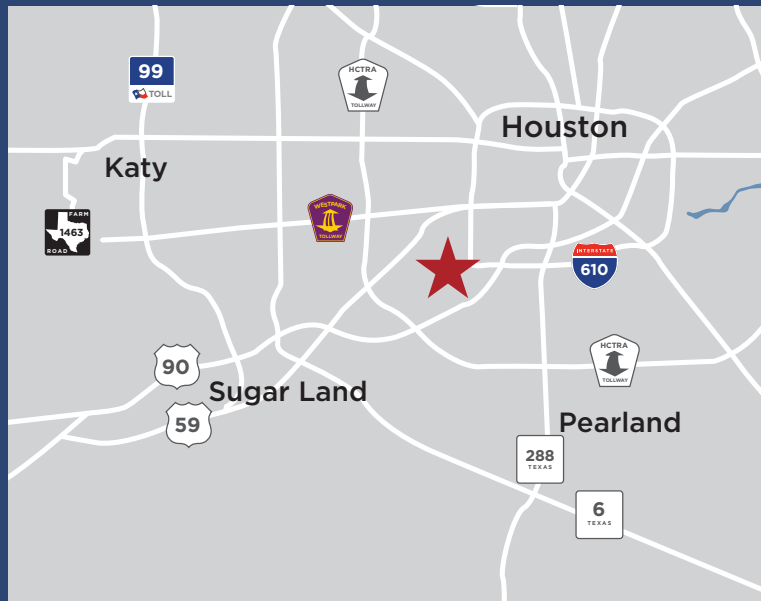 99
TOLL
HCTRA
TOLLWAY
Houston
Katy
WESTPARK
TOLLWAY
FARM
1463
ROAD
INTERSTATE
610
HCTRA
TOLLWAY
90
Sugar Land
59
Pearland
288
TEXAS
6
TEXAS